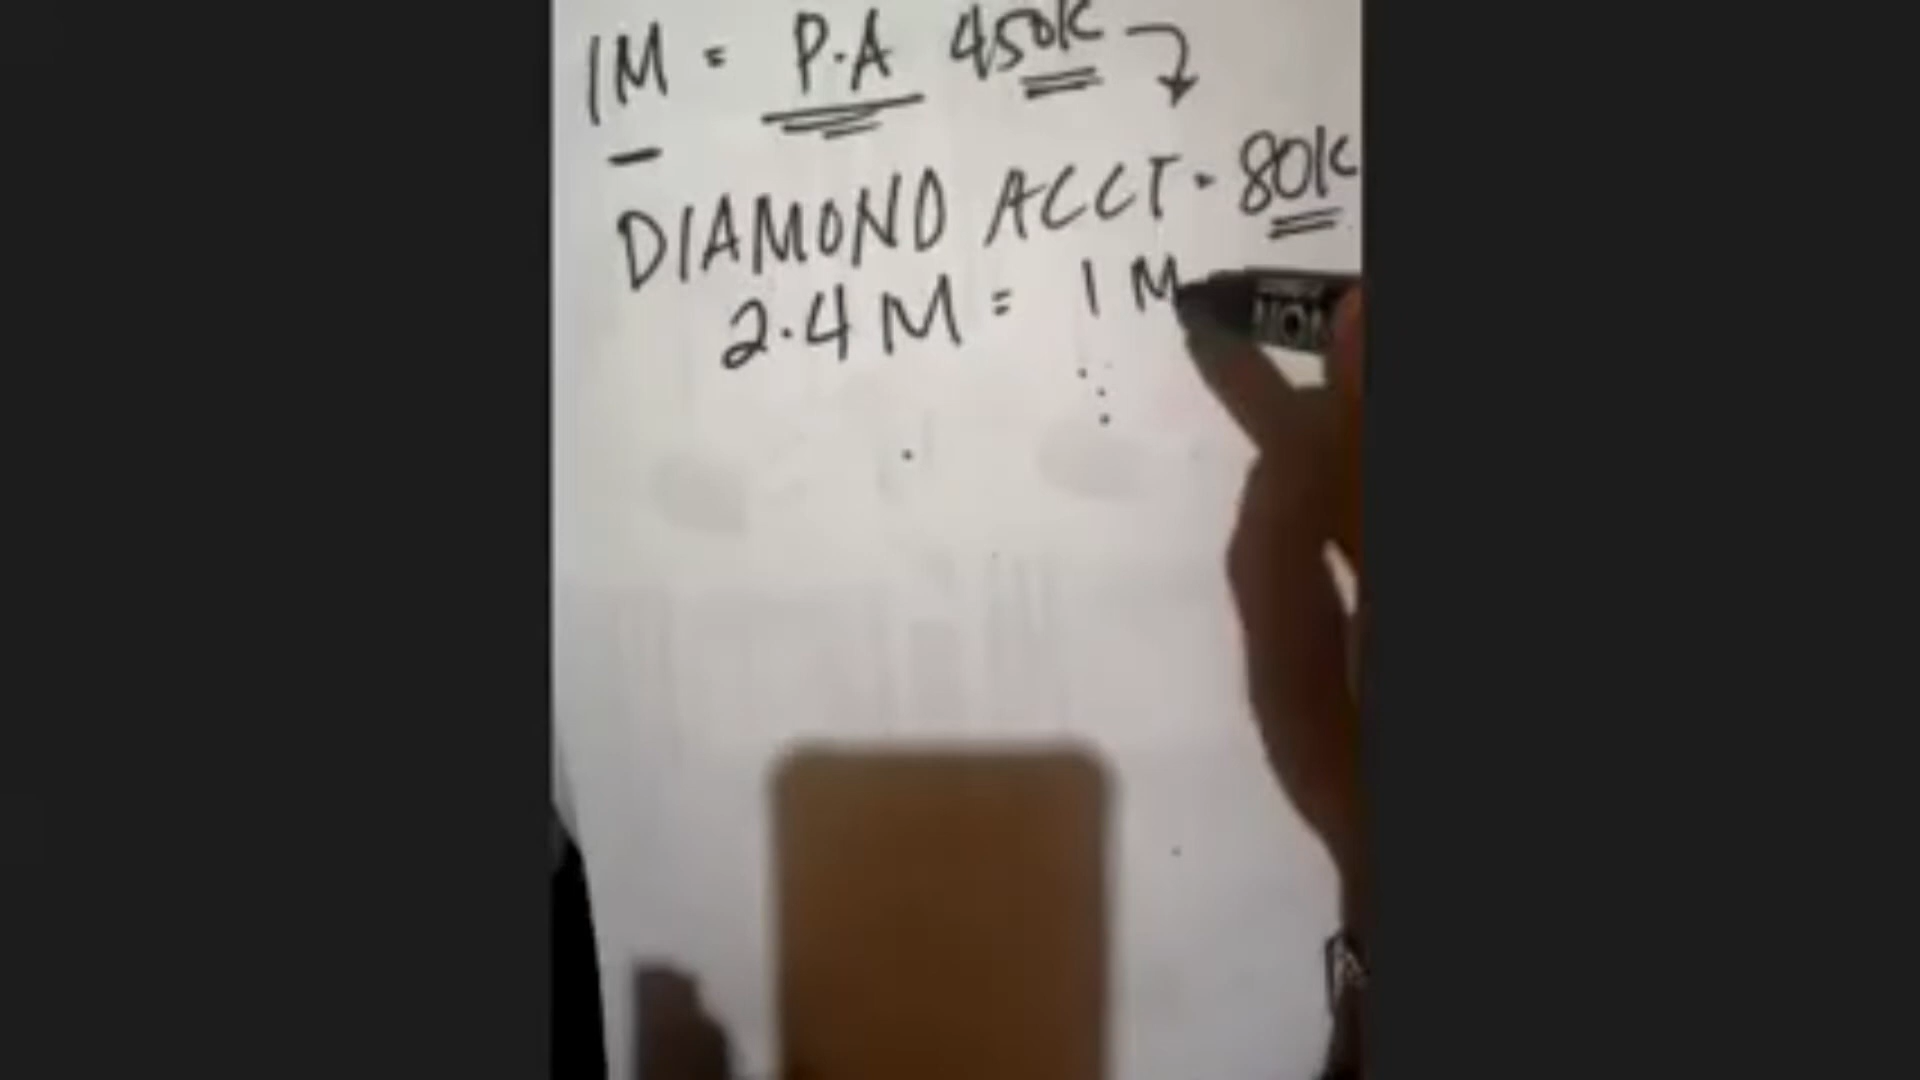 1M = P.A 450K
DIAMOND ACCT - 80K
2.4M = 1M